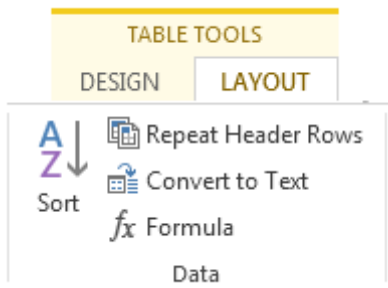 TABLE TOOLS
DESIGN LAYOUT
A
Z
Sort
Repeat Header Rows
Convert to Text
fx Formula
Data